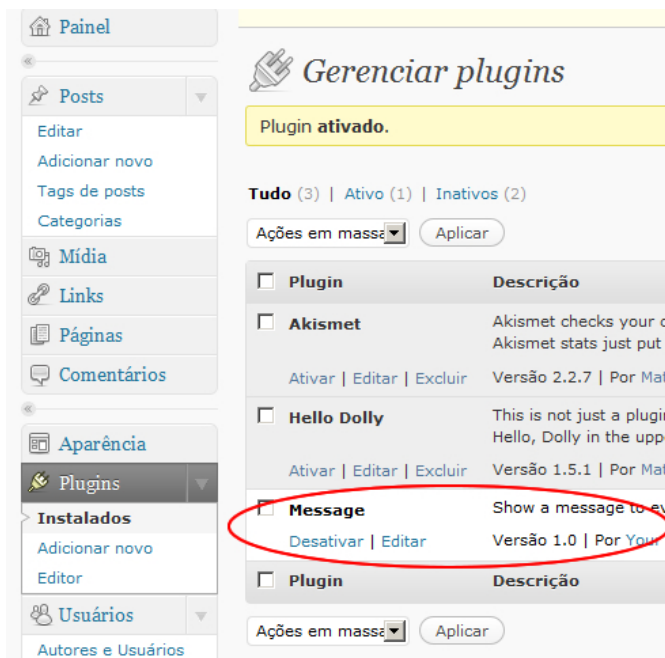 Painel
Posts
Editar
Adicionar novo
Tags de posts
Categorias
Mídia
Links
Páginas
Comentários
Aparência
Plugins
Instalados
Adicionar novo
Editor
Usuários
Autores e Usuários
Gerenciar plugins
Plugin ativado.
Tudo (3) | Ativo (1) | Inativos (2)
Ações em massa Aplicar
Plugin Descrição
Akismet Akismet checks your
Akismet stats just put
Ativar | Editar | Excluir Versão 2.2.7 | Por
Hello Dolly This is not just a
Hello, Dolly in the
Ativar | Editar | Excluir Versão 1.5.1 | Por
Message Show a message to
Desativar | Editar Versão 1.0 | Por Your
Plugin Descrição
Ações em massa Aplicar